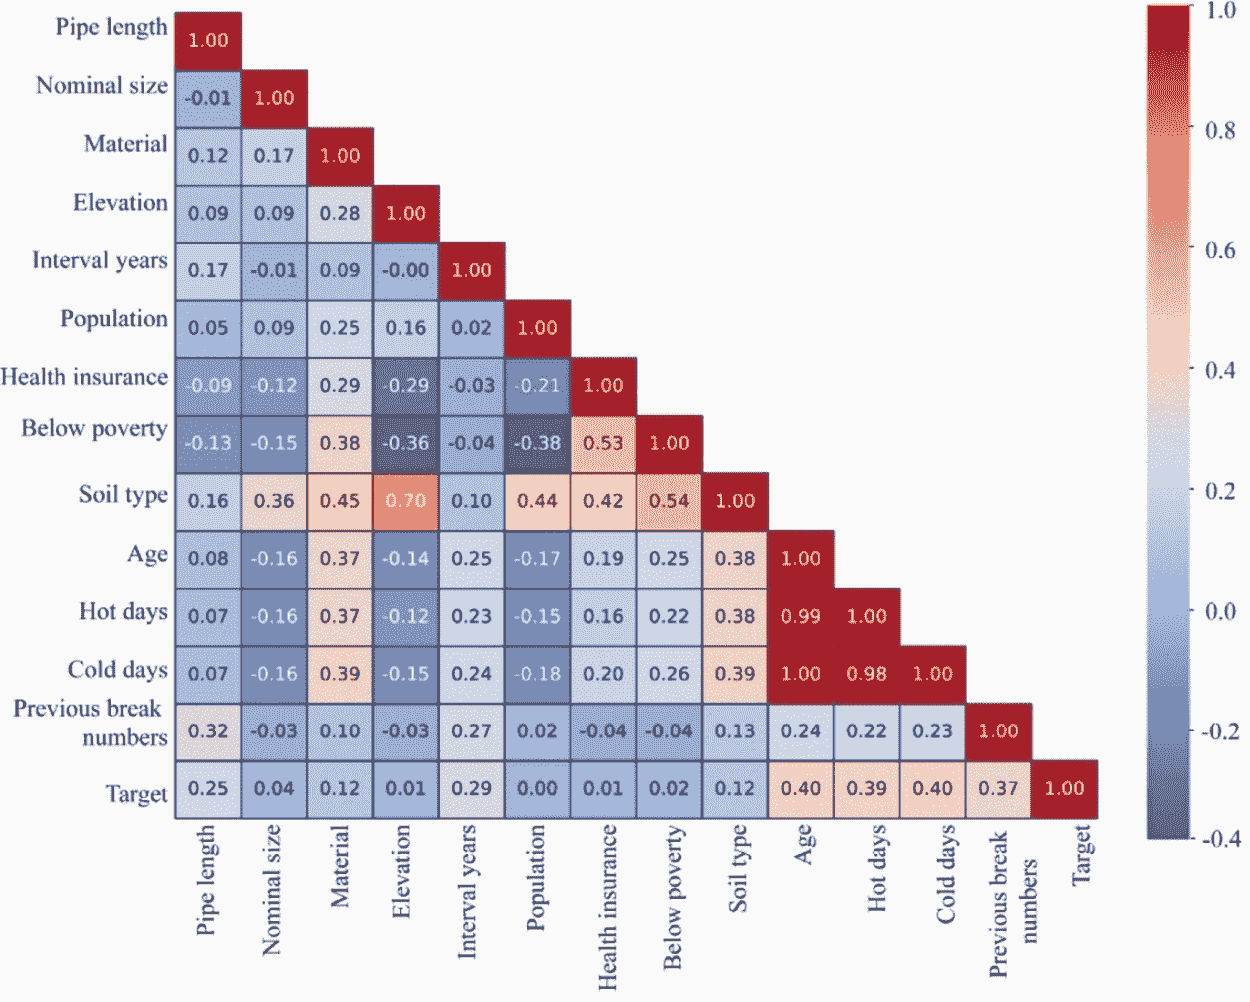 Pipe length 1.00
Nominal size -0.01 1.00
Material 0.12 0.17 1.00
Elevation 0.09 0.09 0.28 1.00
Interval years 0.17 -0.01 0.09 -0.00 1.00
Population 0.05 0.09 0.25 0.16 0.02 1.00
Health insurance -0.09 -0.12 0.29 -0.29 -0.03 -0.21 1.00
Below poverty -0.13 -0.15 0.38 -0.36 -0.04 -0.38 0.53 1.00
Soil type 0.16 0.36 0.45 0.70 0.10 0.44 0.42 0.54 1.00
Age 0.08 -0.16 0.37 -0.14 0.25 -0.17 0.19 0.25 0.38 1.00
Hot days 0.07 -0.16 0.37 -0.12 0.23 -0.15 0.16 0.22 0.38 0.99 1.00
Cold days 0.07 -0.16 0.39 -0.15 0.24 -0.18 0.20 0.26 0.39 1.00 0.98 1.00
Previous break
numbers 0.32 -0.03 0.10 -0.03 0.27 0.02 -0.04 -0.04 0.13 0.24 0.22 0.23 1.00
Target 0.25 0.04 0.12 0.01 0.29 0.00 0.01 0.02 0.12 0.40 0.39 0.40 0.37 1.00
Pipe length
Nominal size
Material
Elevation
Interval years
Population
Health insurance
Below poverty
Soil type
Age
Hot days
Cold days
Previous break
numbers
Target
1.0
0.8
0.6
0.4
0.2
0.0
-0.2
-0.4